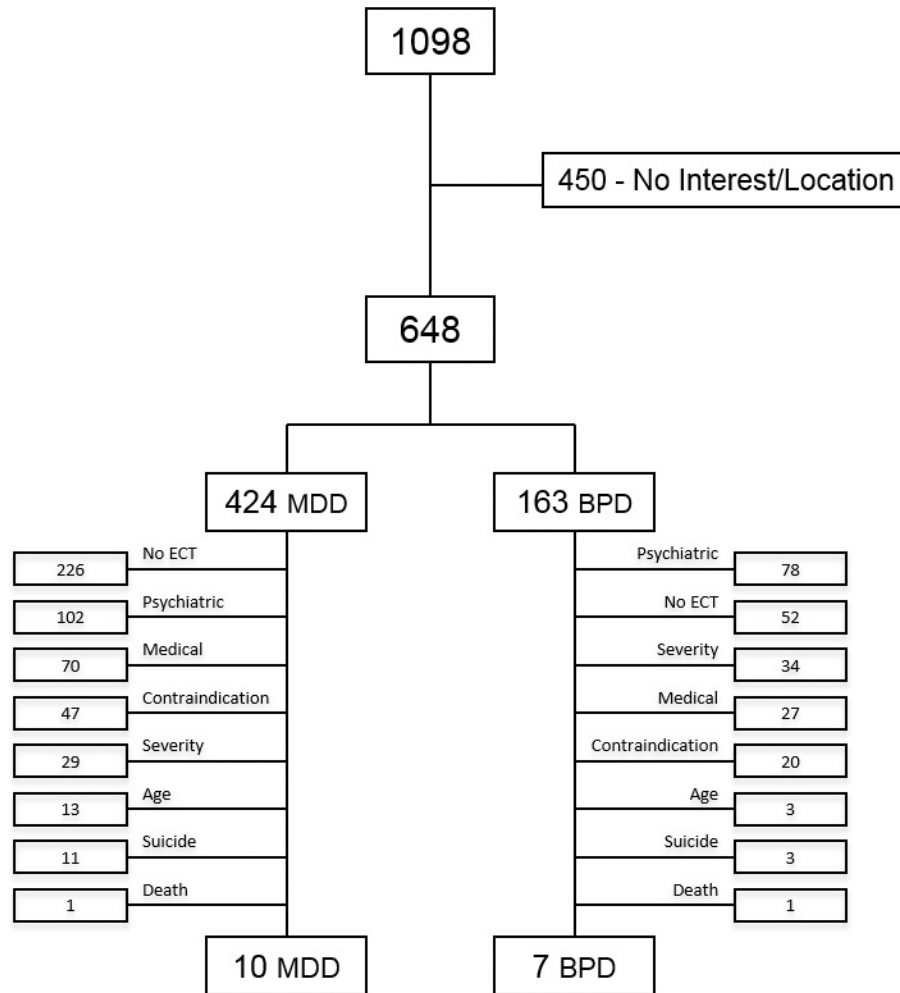 1098
450 - No Interest/Location
648
424 MDD
163 BPD
No ECT
226
Psychiatric
102
Medical
70
Contraindication
47
Severity
29
Age
13
Suicide
11
Death
1
10 MDD
Psychiatric
78
No ECT
52
Severity
34
Medical
27
Contraindication
20
Age
3
Suicide
3
Death
1
7 BPD